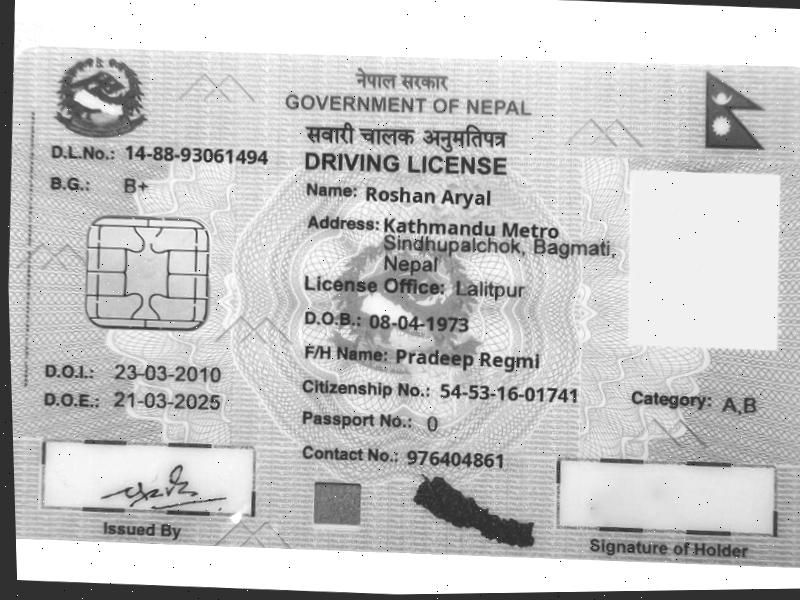 नेपाल सरकार
GOVERNMENT OF NEPAL
सवारी चालक अनुमतिपत्र
DRIVING LICENSE
D.L.No.: 14-88-93061494
B.G.: B+
Name: Roshan Aryal
Address: Kathmandu Metro
Sindhupalchok, Bagmati,
Nepal
License Office: Lalitpur
D.O.B.: 08-04-1973
F/H Name: Pradeep Regmi
D.O.I.: 23-03-2010
D.O.E.: 21-03-2025
Citizenship No.: 54-53-16-01741
Category: A,B
Passport No.: 0
Contact No.: 976404861
Issued By
Signature of Holder